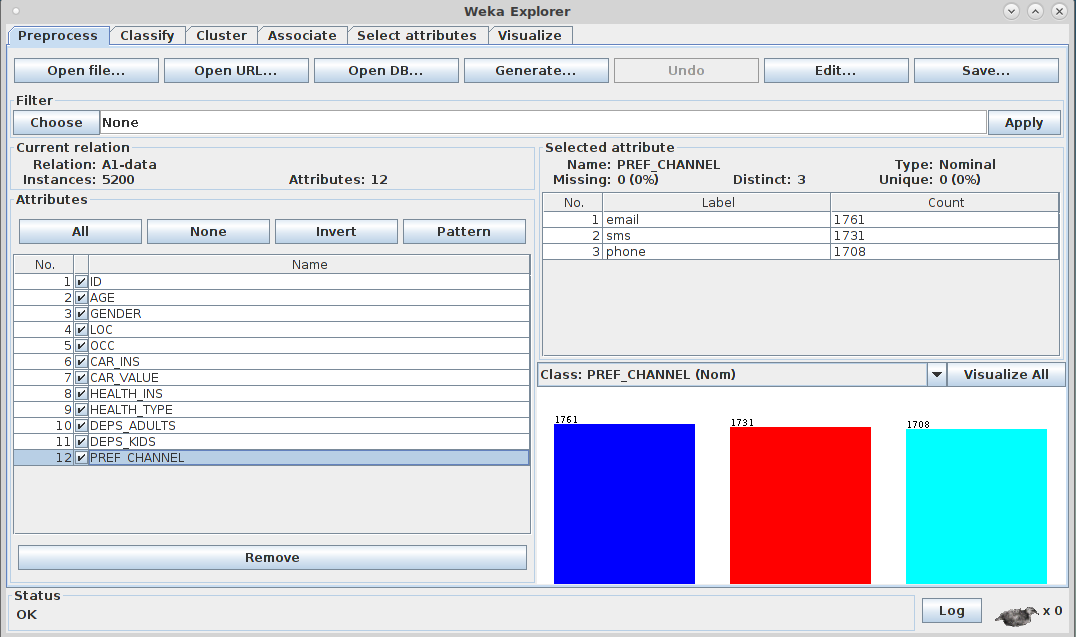 Weka Explorer
Preprocess Classify Cluster Associate Select attributes Visualize
Open file... Open URL... Open DB... Generate... Undo Edit... Save...
Filter
Choose None Apply
Current relation
Relation: A1-data
Instances: 5200 Attributes: 12
Attributes
All None Invert Pattern
No. Name
1 ID
2 AGE
3 GENDER
4 LOC
5 OCC
6 CAR_INS
7 CAR_VALUE
8 HEALTH_INS
9 HEALTH_TYPE
10 DEPS_ADULTS
11 DEPS_KIDS
12 PREF_CHANNEL
Remove
Selected attribute
Name: PREF_CHANNEL Type: Nominal
Missing: 0 (0%) Distinct: 3 Unique: 0 (0%)
No. Label Count
1 email 1761
2 sms 1731
3 phone 1708
Class: PREF_CHANNEL (Nom) Visualize All
1761 1731 1708
Status
OK
Log x 0